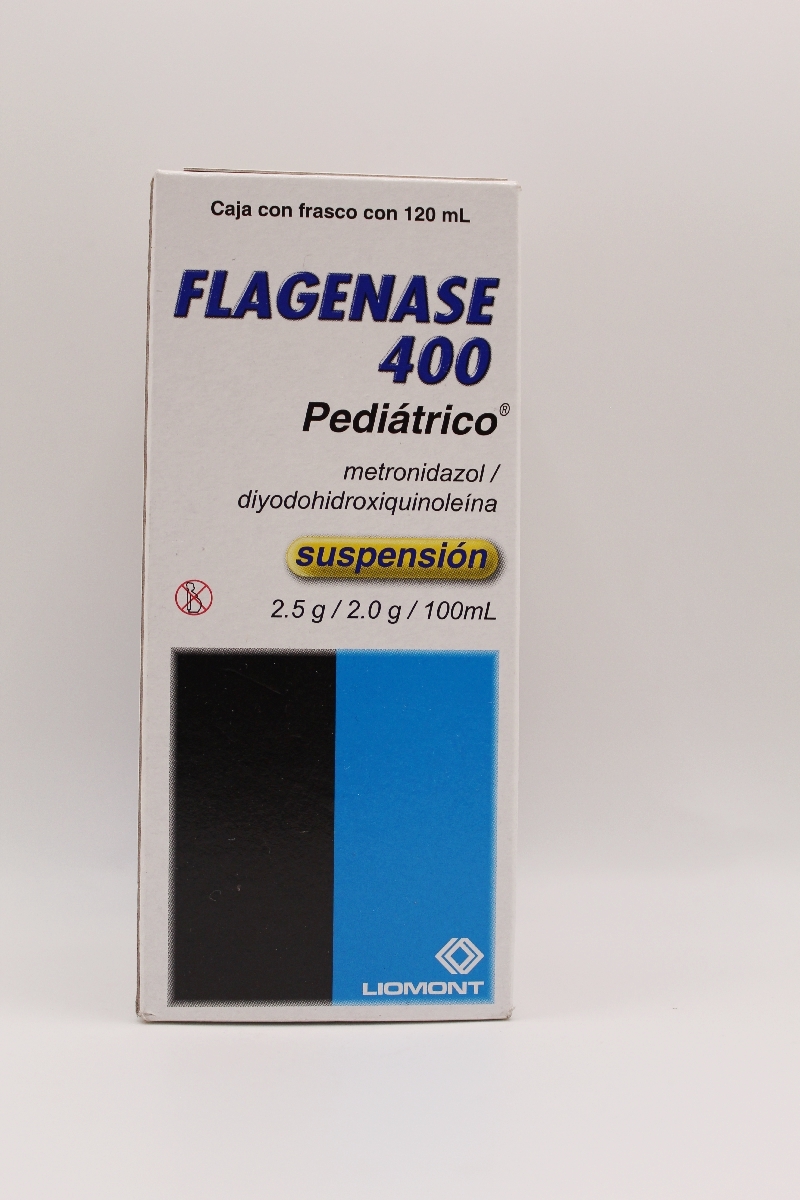 Caja con frasco con 120 mL
FLAGENASE
400
Pediátrico®
metronidazol /
diyodohidroxiquinoleína
suspensión
2.5 g / 2.0 g / 100mL
LIOMONT